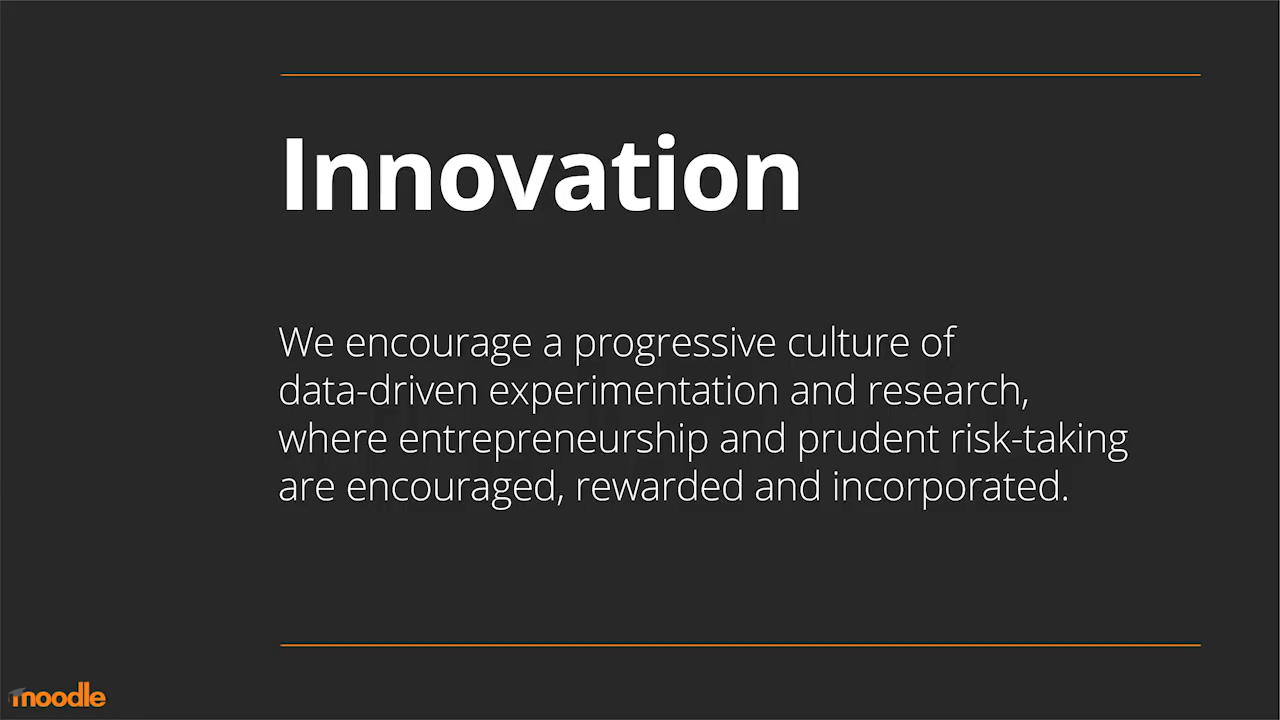 Innovation
We encourage a progressive culture of
data-driven experimentation and research,
where entrepreneurship and prudent risk-taking
are encouraged, rewarded and incorporated.
moodle